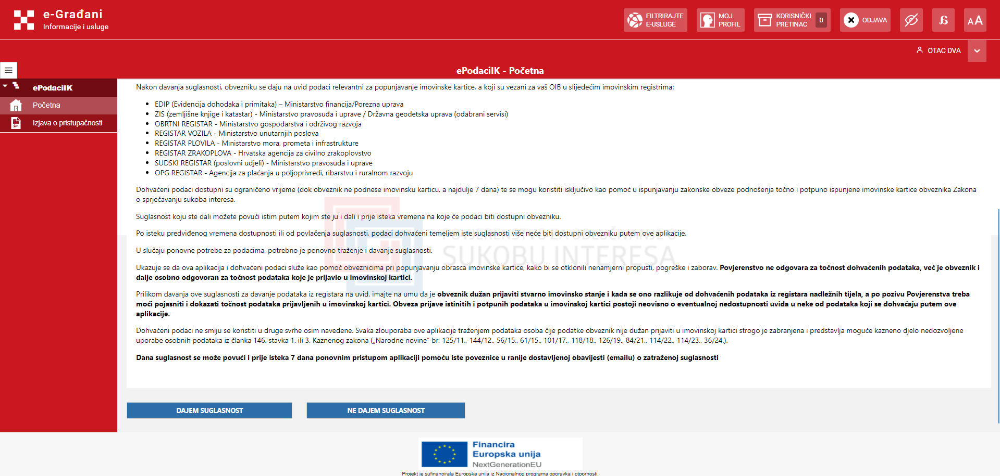 e-Građani
Informacije i usluge
FILTRIRAJTE
E-USLUGE
MOJ
PROFIL
KORISNIČKI
PRETINAC
0
ODJAVA
a
AA
OTAC DVA
ePodaciIK - Početna
ePodaciIK
Početna
Izjava o pristupačnosti
Nakon davanja suglasnosti, obvezniku se daju na uvid podaci relevantni za popunjavanje imovinske kartice, a koji su vezani za vaš OIB u slijedećim imovinskim registrima:
EDIP (Evidencija dohodaka i primitaka) – Ministarstvo financija/Porezna uprava
ZIS (zemljišne knjige i katastar) - Ministarstvo pravosuđa i uprave / Državna geodetska uprava (odabrani servisi)
OBRTNI REGISTAR - Ministarstvo gospodarstva i održivog razvoja
REGISTAR VOZILA - Ministarstvo unutarnjih poslova
REGISTAR PLOVILA - Ministarstvo mora, prometa i infrastrukture
REGISTAR ZRAKOPLOVA - Hrvatska agencija za civilno zrakoplovstvo
SUDSKI REGISTAR (poslovni udjeli) - Ministarstvo pravosuđa i uprave
OPG REGISTAR - Agencija za plaćanja u poljoprivredi, ribarstvu i ruralnom razvoju
Dohvaćeni podaci dostupni su ograničeno vrijeme (dok obveznik ne podnese imovinsku karticu, a najdulje 7 dana) te se mogu koristiti isključivo kao pomoć u ispunjavanju zakonske obveze podnošenja točno i potpuno ispunjene imovinske kartice obveznika Zakona
o sprječavanju sukoba interesa.
Suglasnost koju ste dali možete povući istim putem kojim ste ju i dali i prije isteka vremena na koje će podaci biti dostupni obvezniku.
Po isteku predviđenog vremena dostupnosti ili od povlačenja suglasnosti, podaci dohvaćeni temeljem iste suglasnosti više neće biti dostupni obvezniku putem ove aplikacije.
POVJERENSTVO ZA ODLUČIVANJE O
SUKOBU INTERESA
U slučaju ponovne potrebe za podacima, potrebno je ponovno traženje i davanje suglasnosti.
Ukazuje se da ova aplikacija i dohvaćeni podaci služe kao pomoć obveznicima pri popunjavanju obrasca imovinske kartice, kako bi se otklonili nenamjerni propusti, pogreške i zaborav. Povjerenstvo ne odgovara za točnost dohvaćenih podataka, već je obveznik i
dalje osobno odgovoran za točnost podataka koje je prijavio u imovinskoj kartici.
Prilikom davanja ove suglasnosti za davanje podataka iz registara na uvid, imajte na umu da je obveznik dužan prijaviti stvarno imovinsko stanje i kada se ono razlikuje od dohvaćenih podataka iz registara nadležnih tijela, a po pozivu Povjerenstva treba
moći pojasniti i dokazati točnost podataka prijavljenih u imovinskoj kartici. Obveza prijave istinitih i potpunih podataka u imovinskoj kartici postoji neovisno o eventualnoj nedostupnosti uvida u neke od podataka koji se dohvaćaju putem ove
aplikacije.
Dohvaćeni podaci ne smiju se koristiti u druge svrhe osim navedene. Svaka zlouporaba ove aplikacije traženjem podataka osoba čije podatke obveznik nije dužan prijaviti u imovinskoj kartici strogo je zabranjena i predstavlja moguće kazneno djelo nedozvoljene
uporabe osobnih podataka iz članka 146. stavka 1. ili 3. Kaznenog zakona („Narodne novine“ br. 125/11., 144/12., 56/15., 61/15., 101/17., 118/18., 126/19., 84/21., 114/22., 114/23., 36/24.).
Dana suglasnost se može povući i prije isteka 7 dana ponovnim pristupom aplikaciji pomoću iste poveznice u ranije dostavljenoj obavijesti (emailu) o zatraženoj suglasnosti
DAJEM SUGLASNOST
NE DAJEM SUGLASNOST
Financira
Europska unija
NextGenerationEU
Projekt je sufinancirala Europska unija iz Nacionalnog programa oporavka i otpornosti.